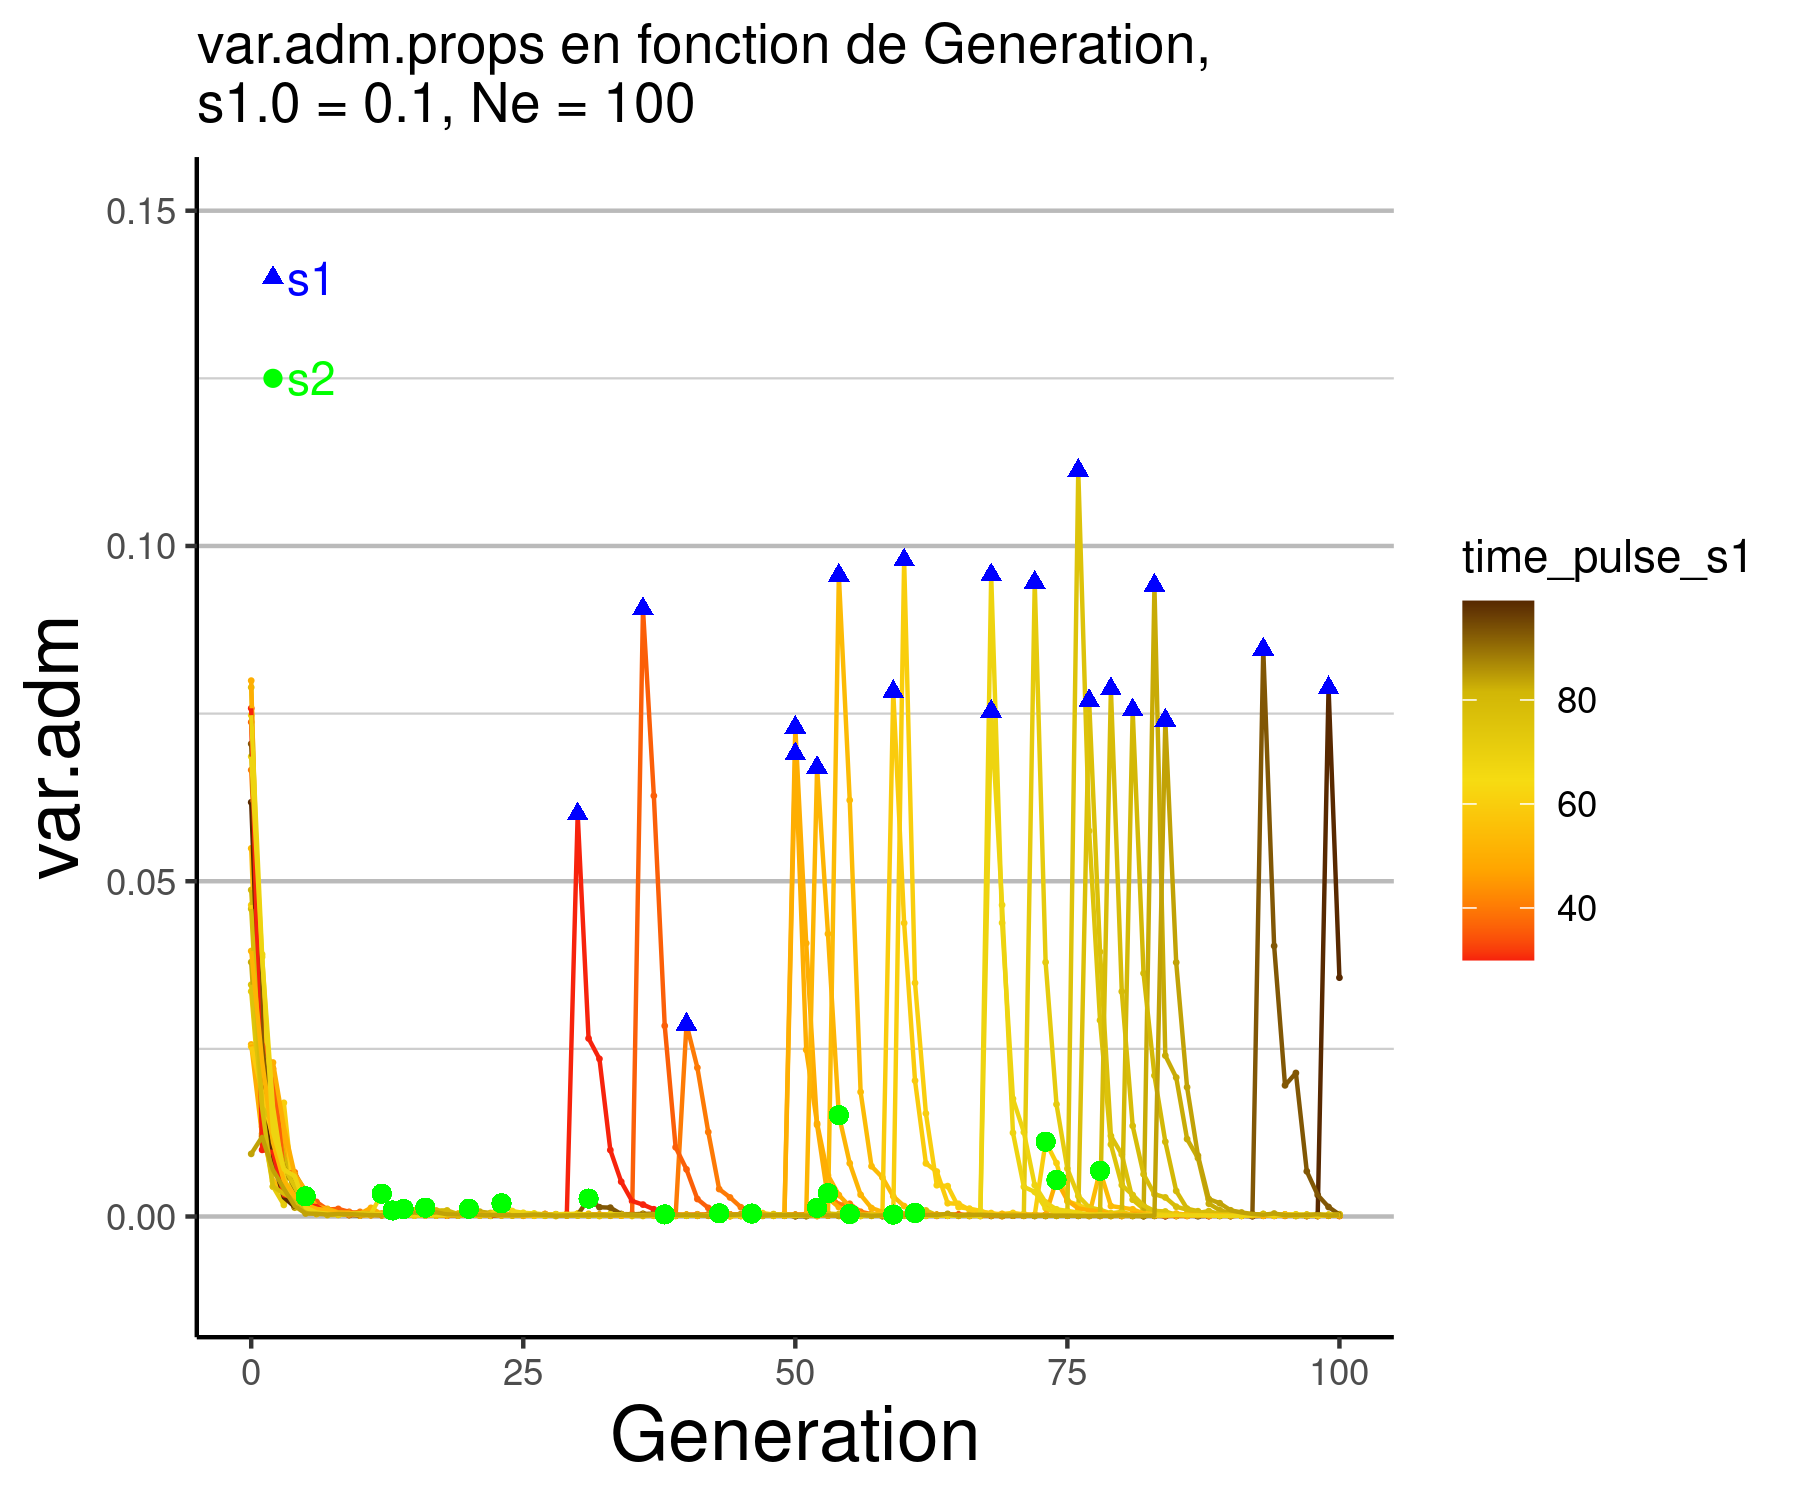 var.adm.props en fonction de Generation,
s1.0 = 0.1, Ne = 100
0.15
s1
s2
0.10
0.05
0.00
var.adm
0
25
50
75
100
Generation
time_pulse_s1
80
60
40